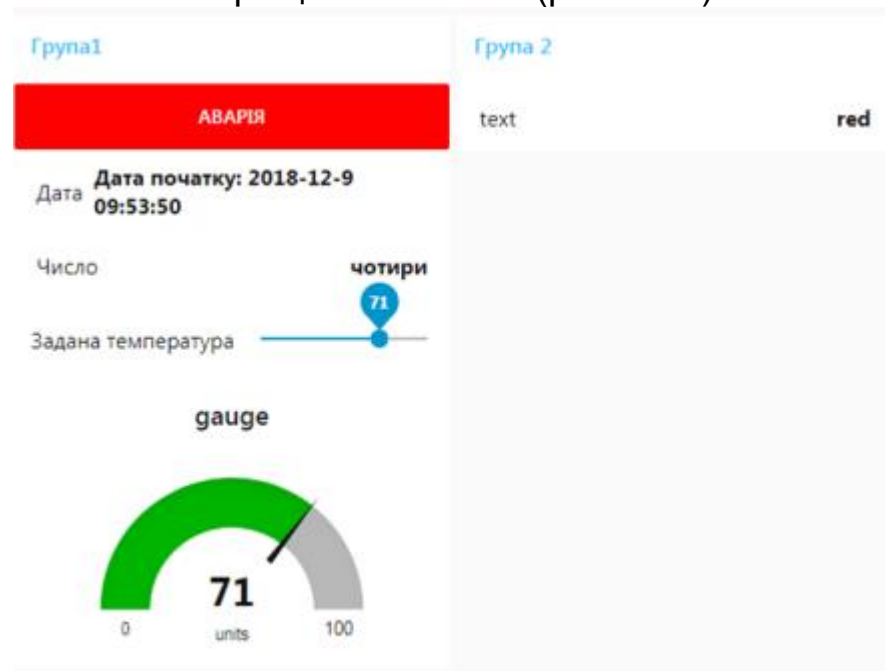 Група1
АВАРІЯ
Дата
Дата початку: 2018-12-9
09:53:50
Число чотири
71
Задана температура
gauge
71
0 units 100
Група 2
text red